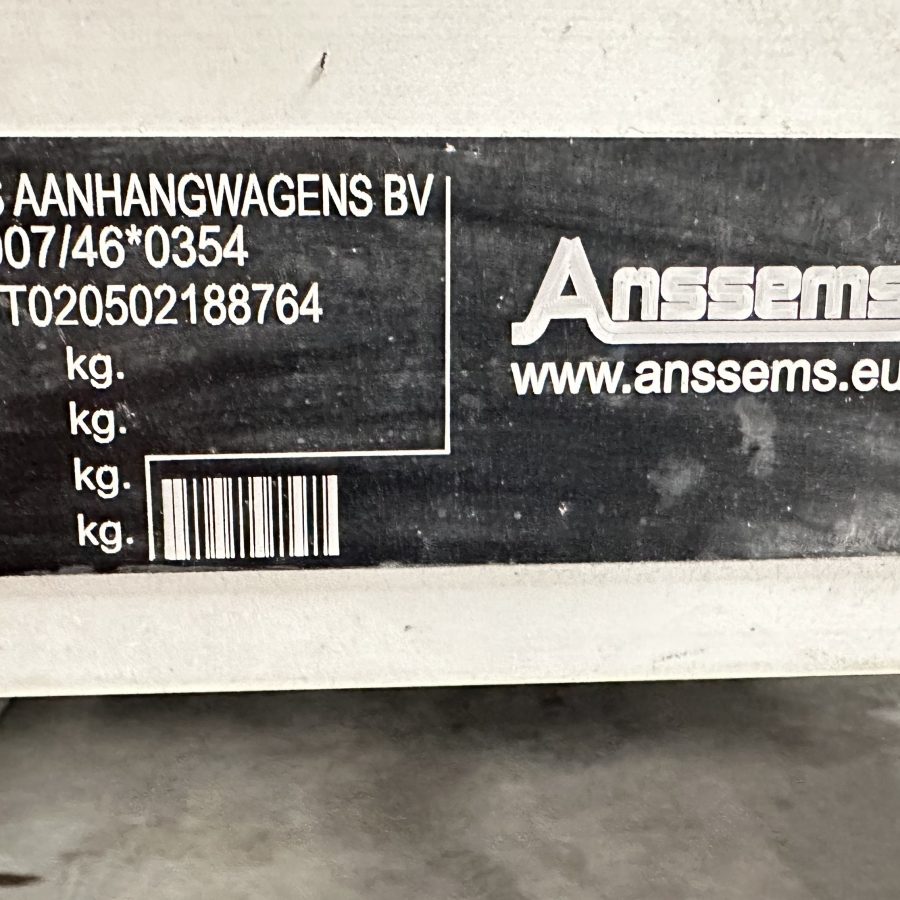 S AANHANGWAGENS BV
007/46*0354
T020502188764
kg.
kg.
kg.
kg.
Anssems
www.anssems.eu